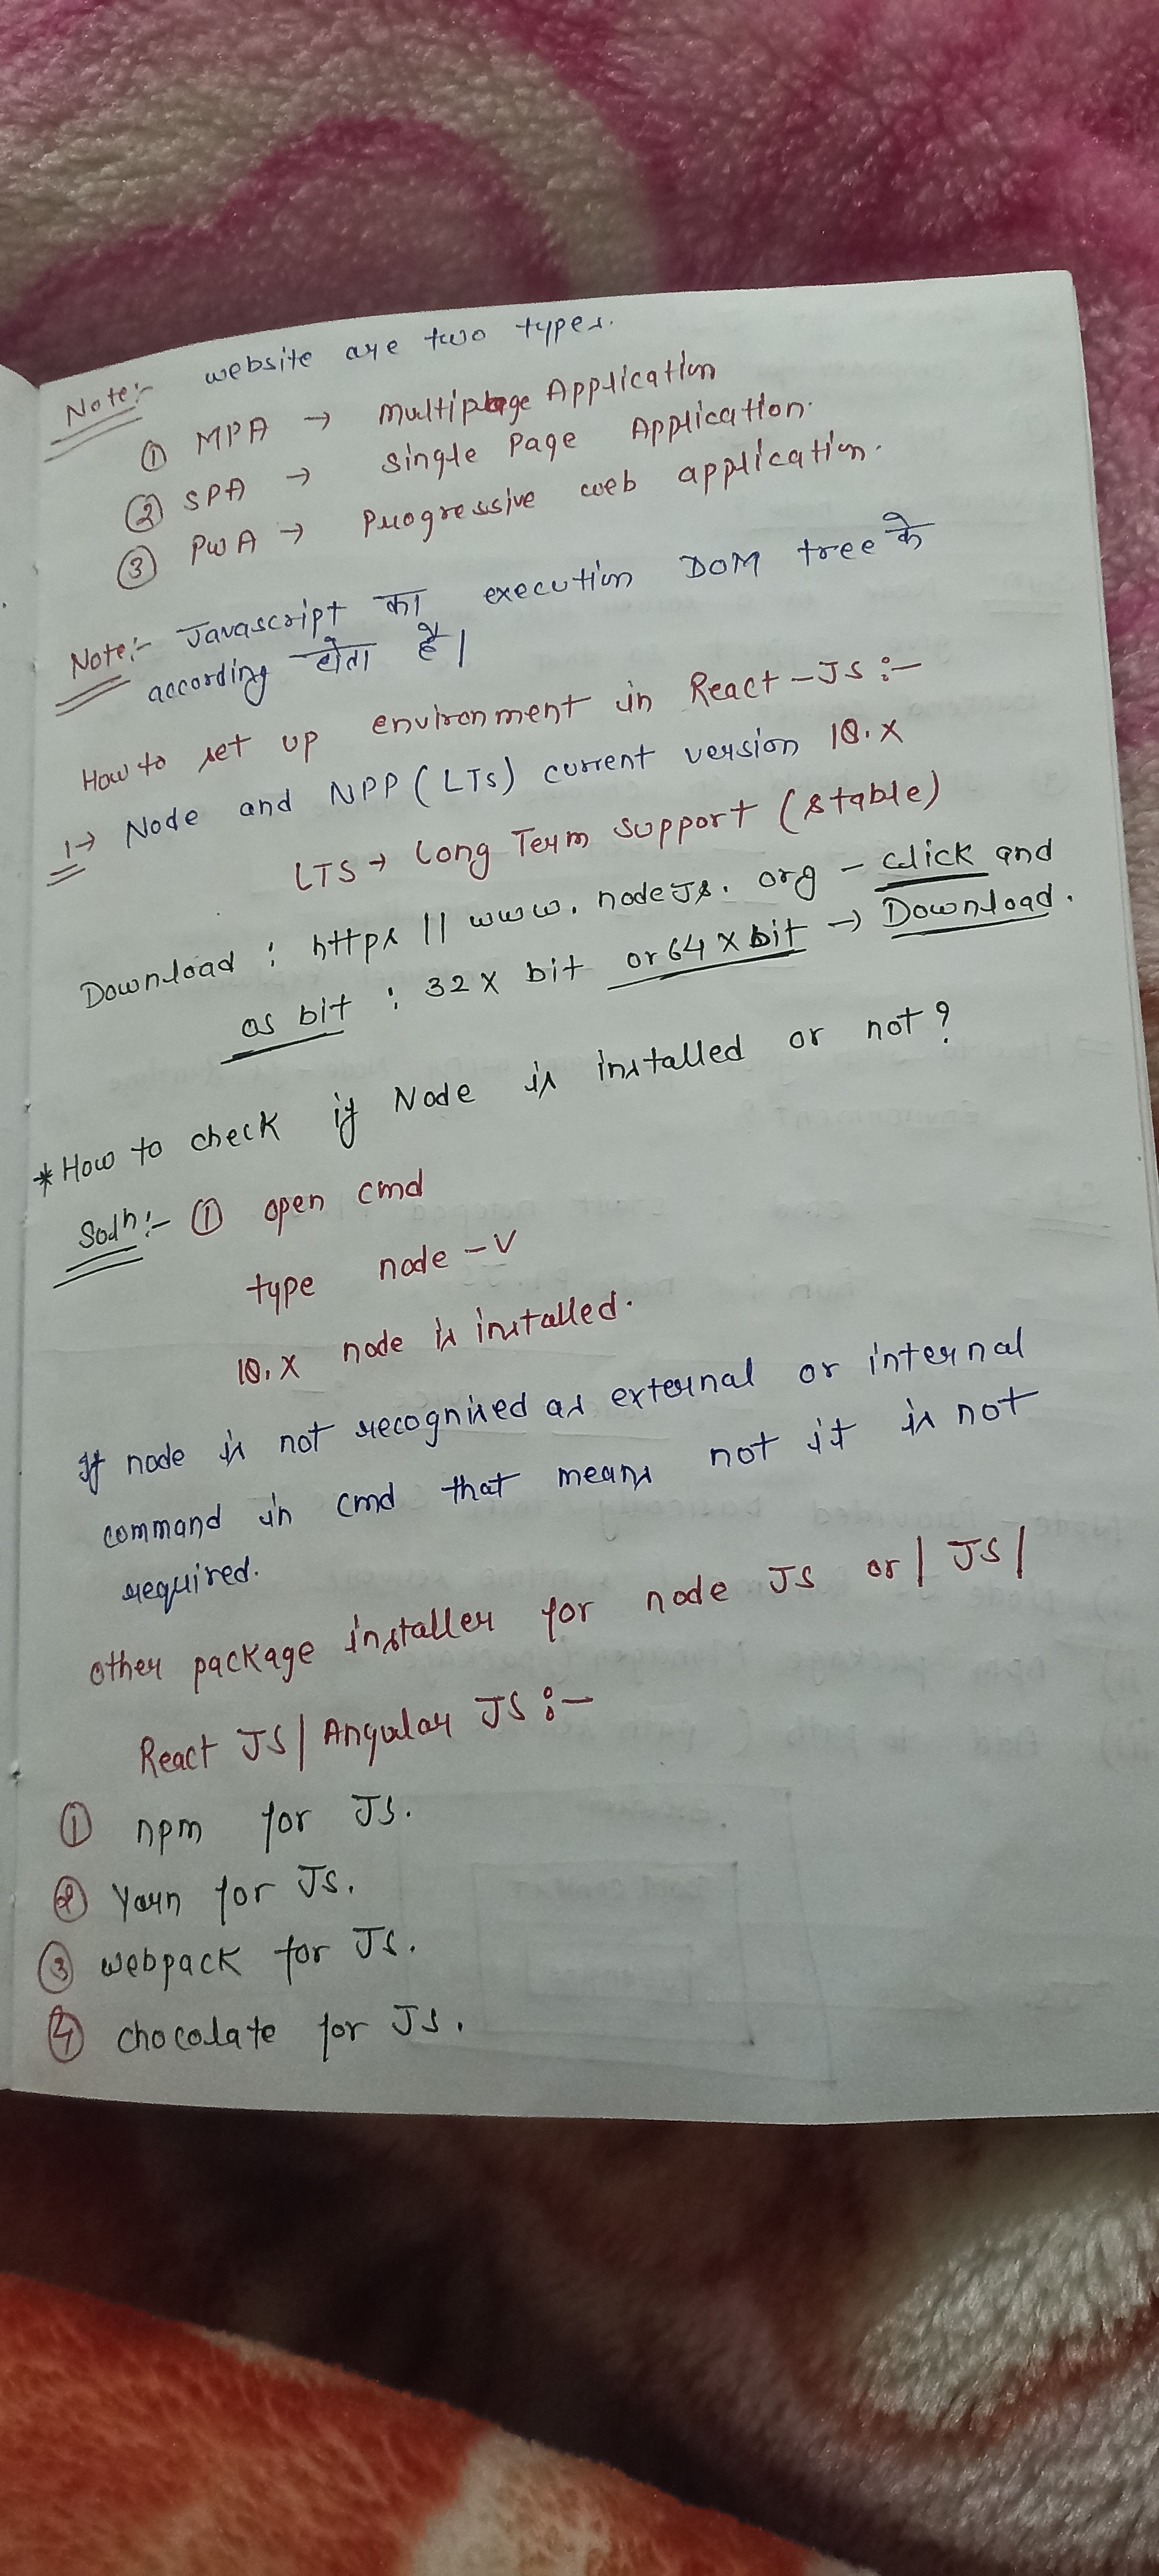 Note:- website are two types.
① MPA → Multipage Application
② SPA → Single Page Application.
③ PWA → Progressive web application.
Note:- Javascript का execution DOM tree के
according होता है।
How to set up environment in React-JS :-
1→ Node and NPP (LTS) current version 18.x
LTS → Long Term Support (stable)
Download : https || www. nodeJs. org - click and
os bit : 32 x bit or 64 x bit → Download.
* How to check if Node is installed or not?
Solⁿ:- ① open cmd
type node -v
18.x node is installed.
If node is not recognised as external or internal
command in cmd that means not it is not
required.
other package installer for node JS or | JS |
React JS | Angular JS :-
① npm for JS.
② Yarn for JS.
③ webpack for JS.
④ chocolate for JS.